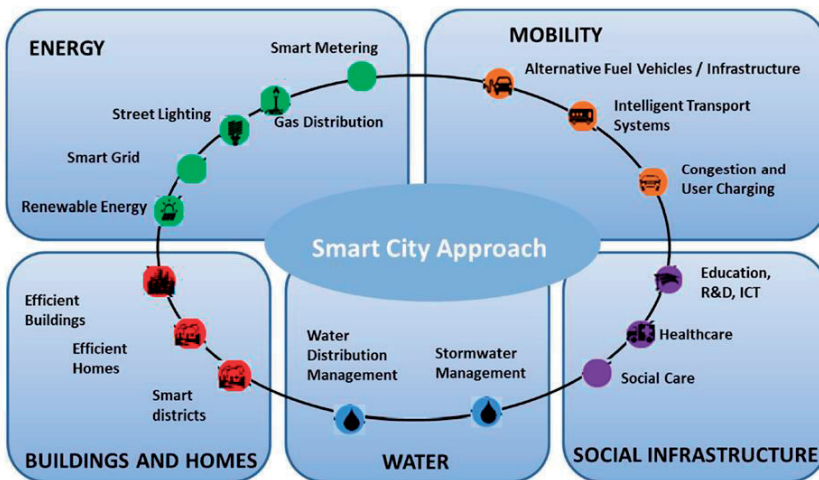 ENERGY
Smart Metering
Street Lighting
Gas Distribution
Smart Grid
Renewable Energy
MOBILITY
Alternative Fuel Vehicles / Infrastructure
Intelligent Transport
Systems
Congestion and
User Charging
Smart City Approach
Efficient
Buildings
Efficient
Homes
Smart
districts
BUILDINGS AND HOMES
Water
Distribution
Management
Stormwater
Management
WATER
Education,
R&D, ICT
Healthcare
Social Care
SOCIAL INFRASTRUCTURE